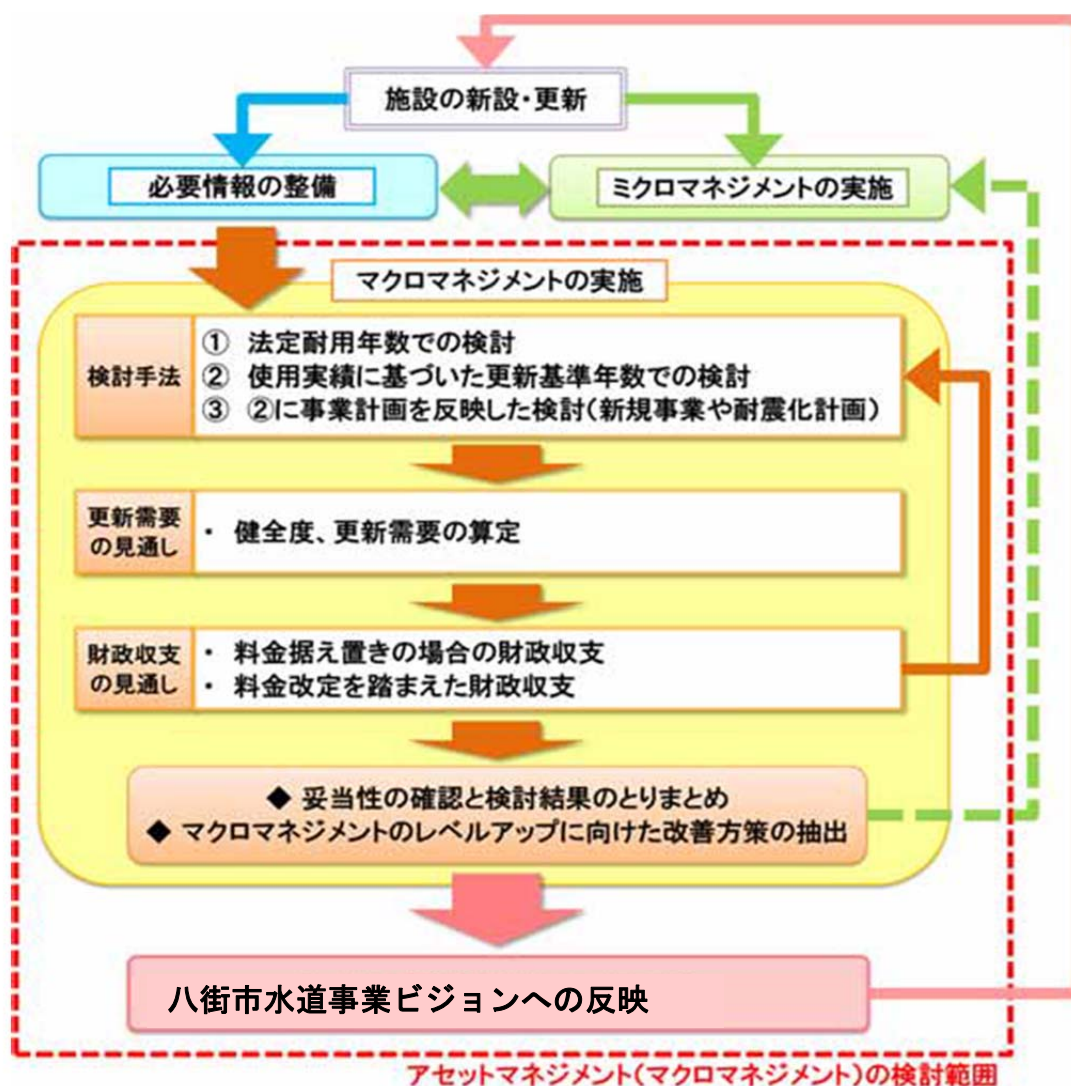 施設の新設・更新
必要情報の整備
ミクロマネジメントの実施
マクロマネジメントの実施
検討手法
① 法定耐用年数での検討
② 使用実績に基づいた更新基準年数での検討
③ ②に事業計画を反映した検討(新規事業や耐震化計画)
更新需要
の見通し
・ 健全度、更新需要の算定
財政収支
の見通し
・ 料金据え置きの場合の財政収支
・ 料金改定を踏まえた財政収支
◆ 妥当性の確認と検討結果のとりまとめ
◆ マクロマネジメントのレベルアップに向けた改善方策の抽出
八街市水道事業ビジョンへの反映
アセットマネジメント(マクロマネジメント)の検討範囲